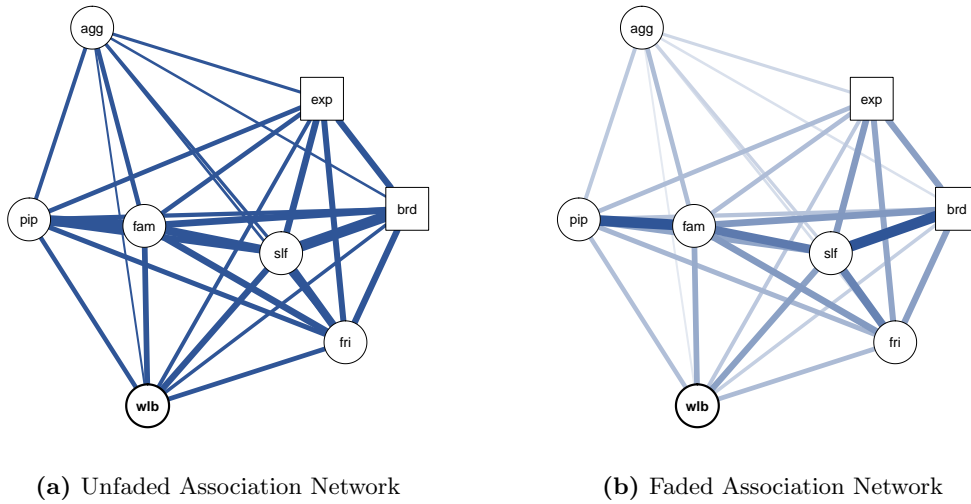 agg
exp
pip
fam
brd
slf
fri
wlb
agg
exp
pip
fam
brd
slf
fri
wlb
(a) Unfaded Association Network
(b) Faded Association Network